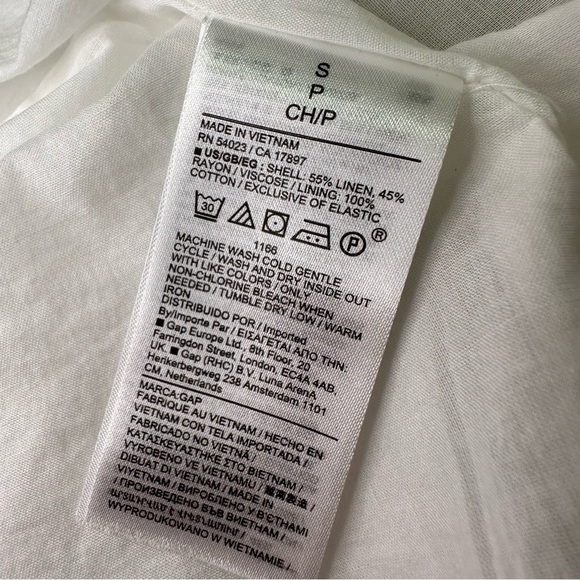 S
P
CH/P
MADE IN VIETNAM
RN 54023 / CA 17897
■ US/GB/EG : SHELL: 55% LINEN, 45%
RAYON / VISCOSE / LINING: 100%
COTTON / EXCLUSIVE OF ELASTIC
30 P ®
1166
MACHINE WASH COLD GENTLE
CYCLE / WASH AND DRY INSIDE OUT
WITH LIKE COLORS / ONLY
NON-CHLORINE BLEACH WHEN
NEEDED / TUMBLE DRY LOW / WARM
IRON
DISTRIBUIDO POR / Imported
By/Importe Par / ΕΙΣΑΓΕΤΑΙ ΑΠΟ ΤΗΝ:
■ Gap Europe Ltd., 8th Floor, 20
Farringdon Street, London, EC4A 4AB,
UK. ■ Gap (RHC) B.V. Luna Arena
Herikerbergweg 238 Amsterdam 1101
CM. Netherlands
MARCA:GAP
FABRIQUE AU VIETNAM / HECHO EN
VIETNAM CON TELA IMPORTADA /
FABRICADO NO VIETNÃ /
ΚΑΤΑΣΚΕΥΑΣΤΗΚΕ ΣΤΟ ΒΙΕΤΝΑΜ /
VYROBENO VE VIETNAMU /
DIBUAT DI VIETNAM / MADE IN
VIYETNAM / ВИРОБЛЕНО У В'ЄТНАМІ
/ ПРОИЗВЕДЕНО ВЪВ ВИЕТНАМ /
WYPRODUKOWANO W WIETNAMIE /